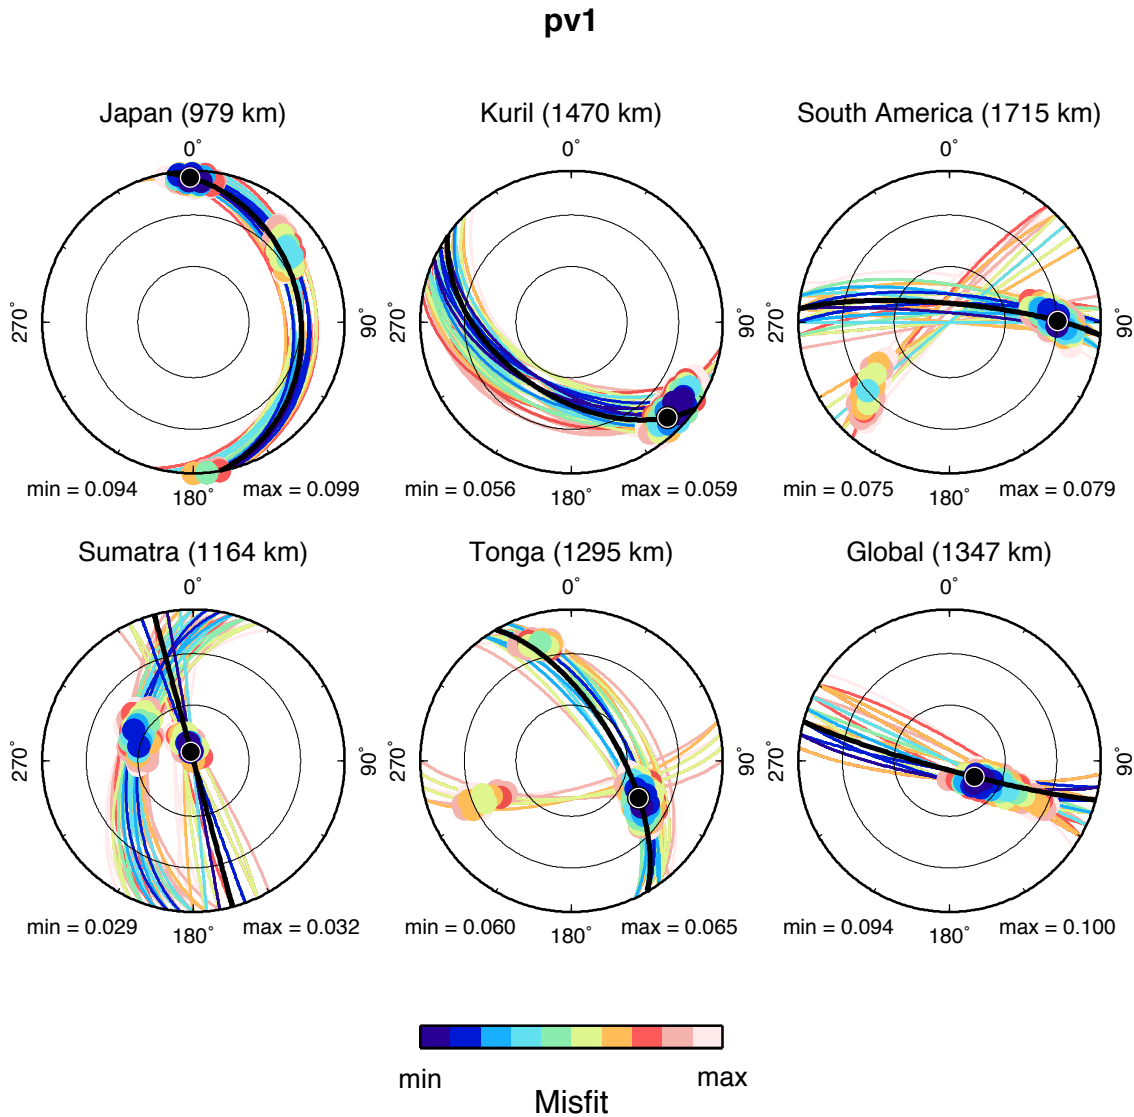 pv1
Japan (979 km)
0°
90°
180°
270°
min = 0.094
max = 0.099
Kuril (1470 km)
0°
90°
180°
270°
min = 0.056
max = 0.059
South America (1715 km)
0°
90°
180°
270°
min = 0.075
max = 0.079
Sumatra (1164 km)
0°
90°
180°
270°
min = 0.029
max = 0.032
Tonga (1295 km)
0°
90°
180°
270°
min = 0.060
max = 0.065
Global (1347 km)
0°
90°
180°
270°
min = 0.094
max = 0.100
min
max
Misfit